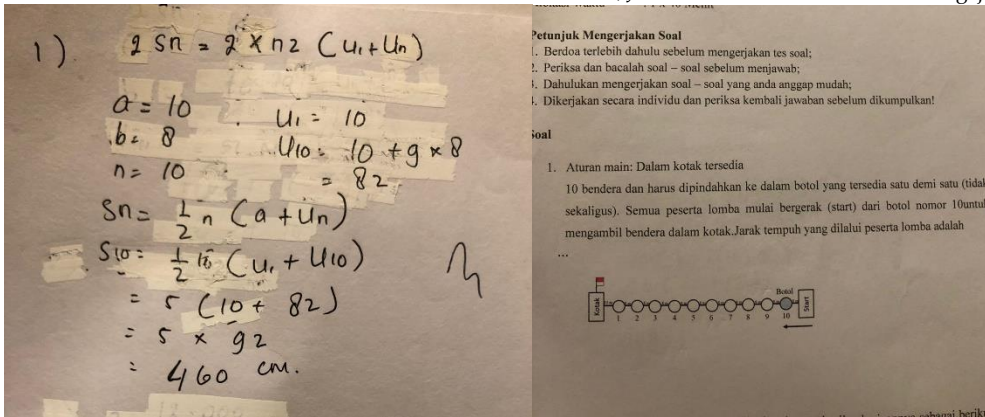 1) 2 Sn = 2 x n2 (U1 + Un)
a = 10 U1 = 10
b = 8 U10 = 10 + 9 x 8
n = 10 = 82
Sn = 1/2 n (a + Un)
S10 = 1/2 10 (U1 + U10)
= 5 (10 + 82)
= 5 x 92
= 460 cm.
Petunjuk Mengerjakan Soal
1. Berdoa terlebih dahulu sebelum mengerjakan tes soal;
2. Periksa dan bacalah soal – soal sebelum menjawab;
3. Dahulukan mengerjakan soal – soal yang anda anggap mudah;
4. Dikerjakan secara individu dan periksa kembali jawaban sebelum dikumpulkan!
Soal
1. Aturan main: Dalam kotak tersedia
10 bendera dan harus dipindahkan ke dalam botol yang tersedia satu demi satu (tidak
sekaligus). Semua peserta lomba mulai bergerak (start) dari botol nomor 10untuk
mengambil bendera dalam kotak.Jarak tempuh yang dilalui peserta lomba adalah
...
Botol
Kotak
Start
1 2 3 4 5 6 7 8 9 10